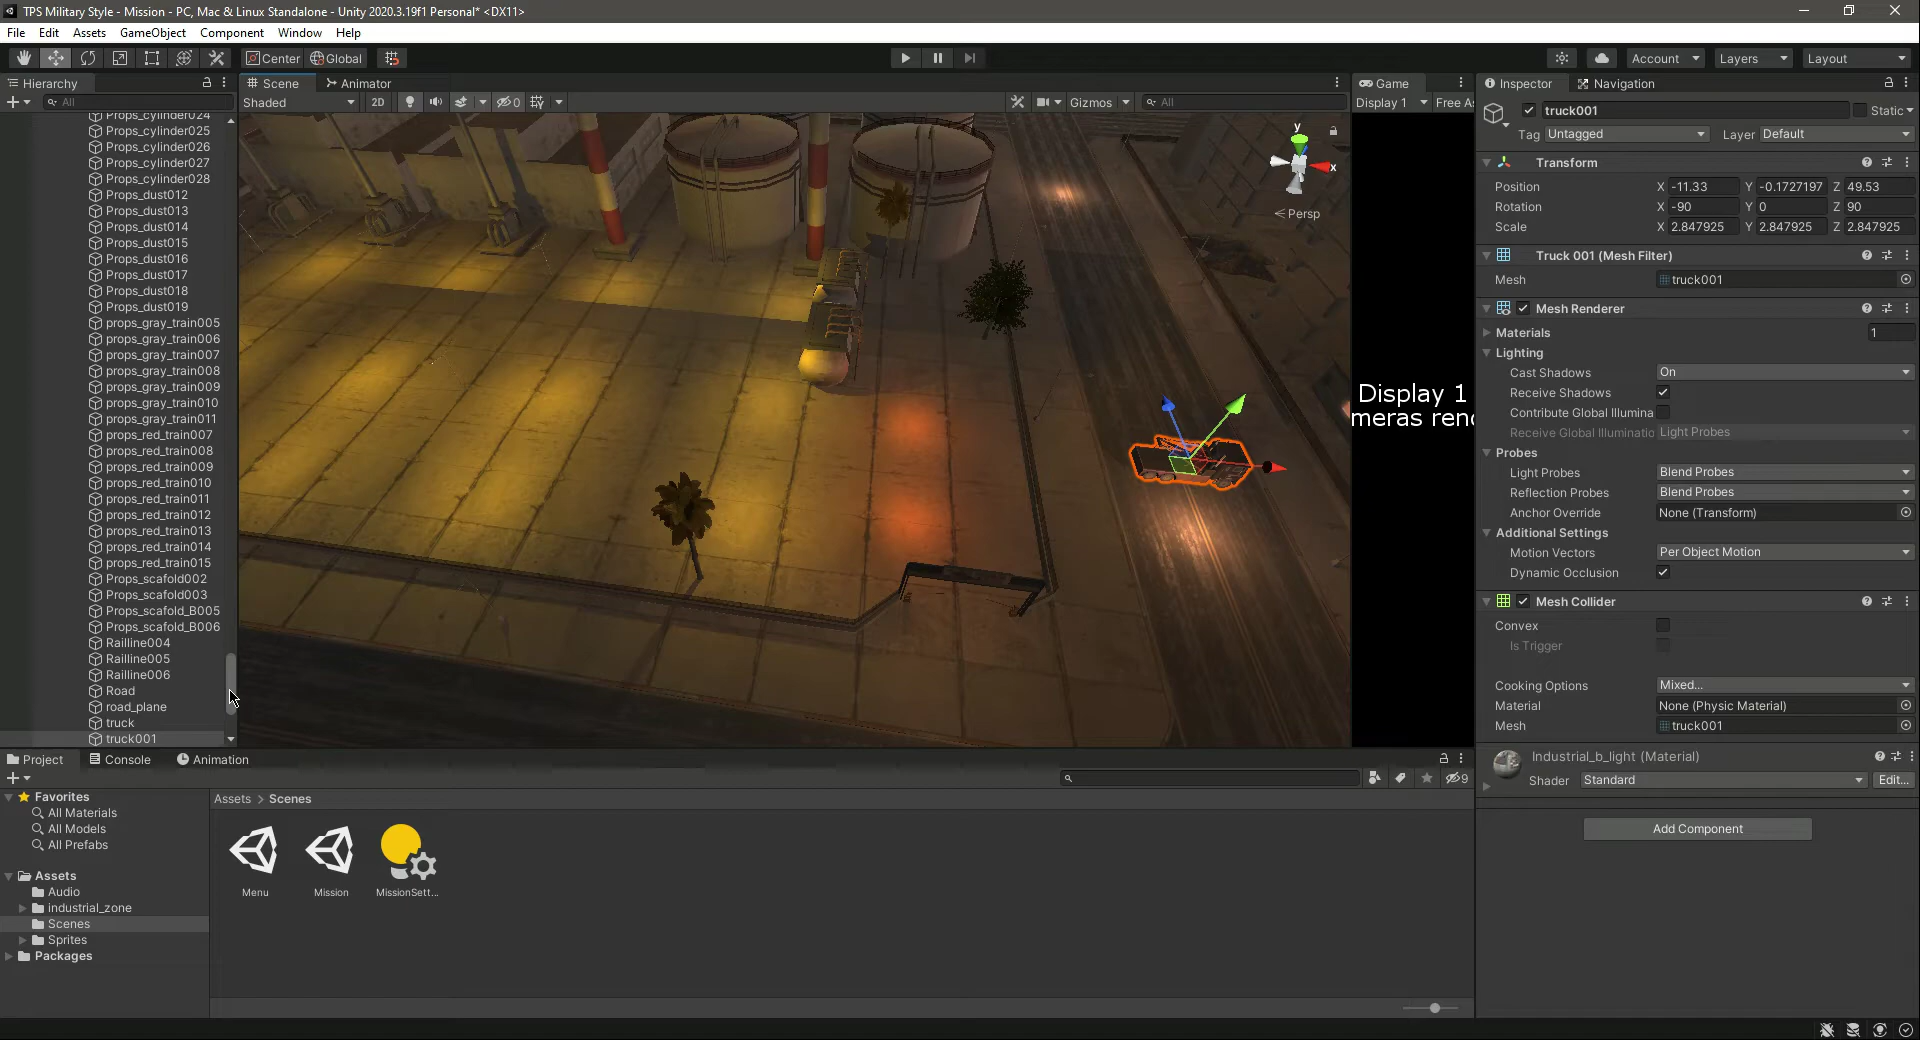 TPS Military Style - Mission - PC, Mac & Linux Standalone - Unity 2020.3.19f1 Personal* <DX11>
File Edit Assets GameObject Component Window Help
Center Global Account Layers Layout
Hierarchy
All
Props_cylinder024
Props_cylinder025
Props_cylinder026
Props_cylinder027
Props_cylinder028
Props_dust012
Props_dust013
Props_dust014
Props_dust015
Props_dust016
Props_dust017
Props_dust018
Props_dust019
props_gray_train005
props_gray_train006
props_gray_train007
props_gray_train008
props_gray_train009
props_gray_train010
props_gray_train011
props_red_train007
props_red_train008
props_red_train009
props_red_train010
props_red_train011
props_red_train012
props_red_train013
props_red_train014
props_red_train015
Props_scafold002
Props_scafold003
Props_scafold_B005
Props_scafold_B006
Railline004
Railline005
Railline006
Road
road_plane
truck
truck001
Scene Animator
Shaded 2D 0 Gizmos All
y
x
Persp
Game
Display 1 Free As
Display 1
meras rend
Inspector Navigation
truck001 Static
Tag Untagged Layer Default
Transform
Position X -11.33 Y -0.1727197 Z 49.53
Rotation X -90 Y 0 Z 90
Scale X 2.847925 Y 2.847925 Z 2.847925
Truck 001 (Mesh Filter)
Mesh truck001
Mesh Renderer
Materials 1
Lighting
Cast Shadows On
Receive Shadows
Contribute Global Illumina
Receive Global Illuminatio Light Probes
Probes
Light Probes Blend Probes
Reflection Probes Blend Probes
Anchor Override None (Transform)
Additional Settings
Motion Vectors Per Object Motion
Dynamic Occlusion
Mesh Collider
Convex
Is Trigger
Cooking Options Mixed...
Material None (Physic Material)
Mesh truck001
Industrial_b_light (Material)
Shader Standard Edit...
Add Component
Project Console Animation
9
Favorites
All Materials
All Models
All Prefabs
Assets
Audio
industrial_zone
Scenes
Sprites
Packages
Assets > Scenes
Menu Mission MissionSett...